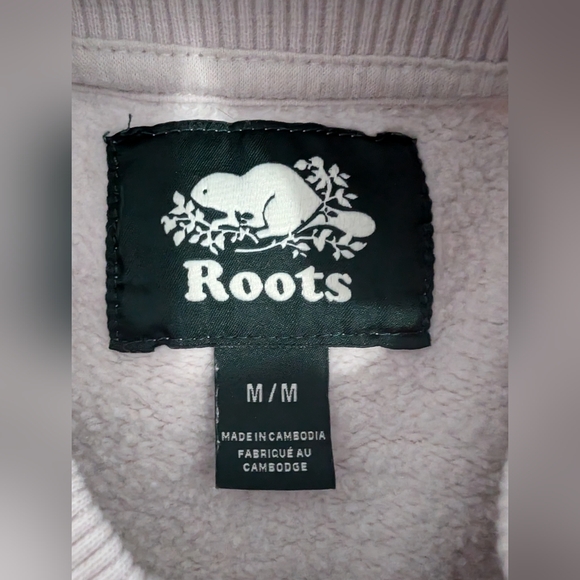 Roots
M/M
MADE IN CAMBODIA
FABRIQUÉ AU
CAMBODGE